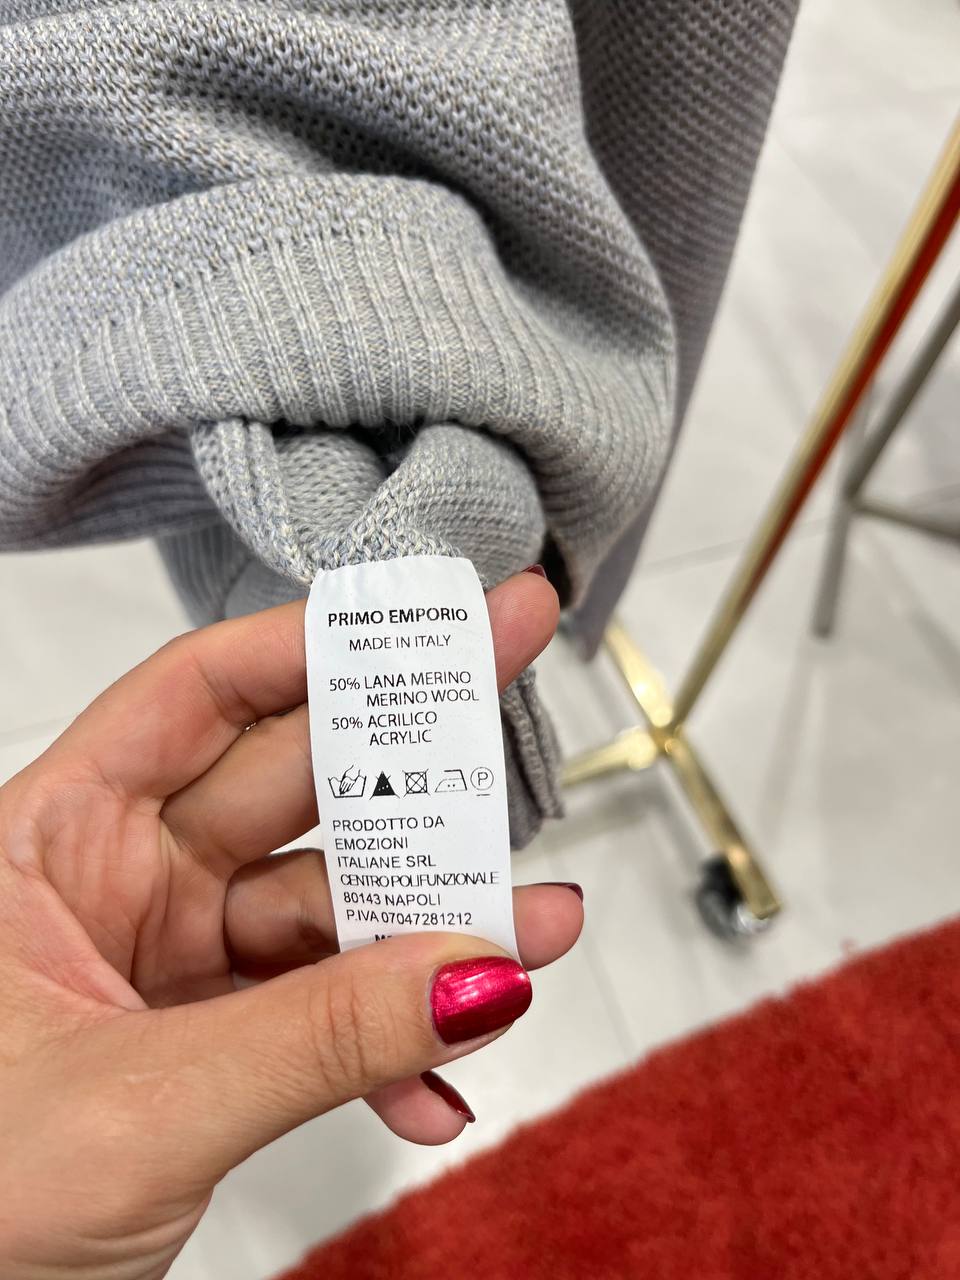 PRIMO EMPORIO
MADE IN ITALY
50% LANA MERINO
MERINO WOOL
50% ACRILICO
ACRYLIC
P
PRODOTTO DA
EMOZIONI
ITALIANE SRL
CENTRO POLIFUNZIONALE
80143 NAPOLI
P.IVA 07047281212